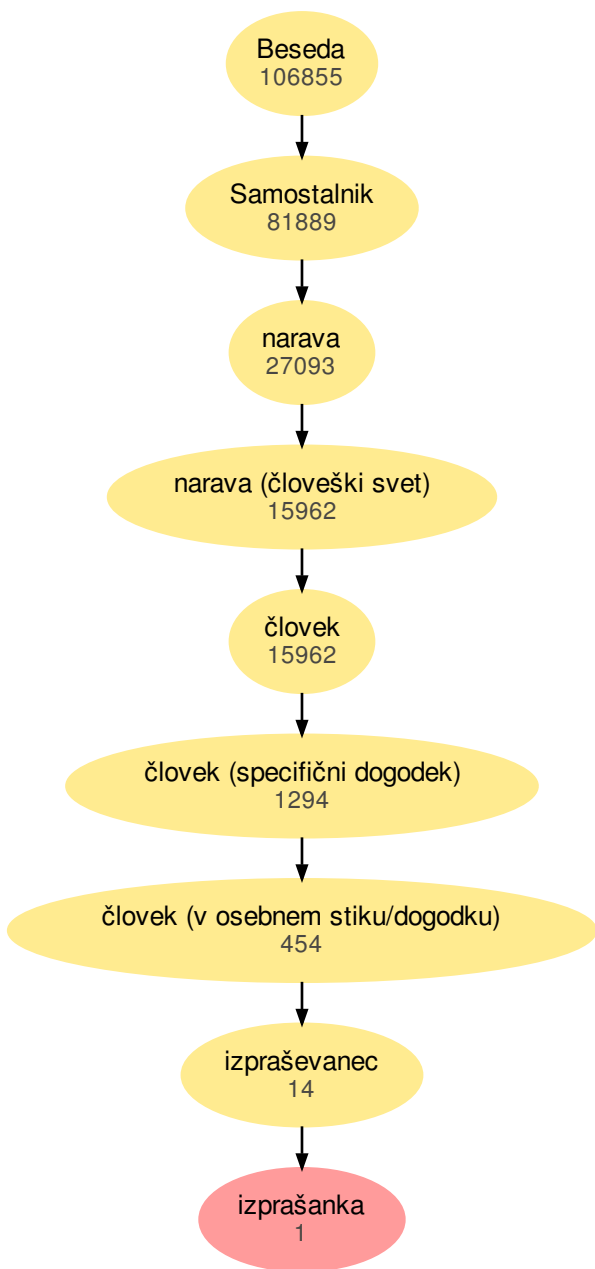 Beseda
106855
Samostalnik
81889
narava
27093
narava (človeški svet)
15962
človek
15962
človek (specifični dogodek)
1294
človek (v osebnem stiku/dogodku)
454
izpraševanec
14
izprašanka
1